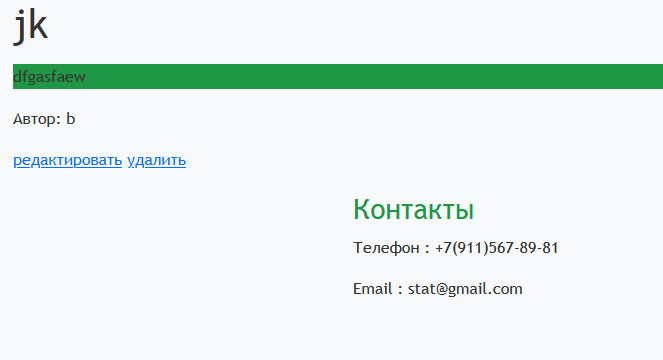 jk
dfgasfaew
Автор: b
редактировать удалить
Контакты
Телефон : +7(911)567-89-81
Email : stat@gmail.com